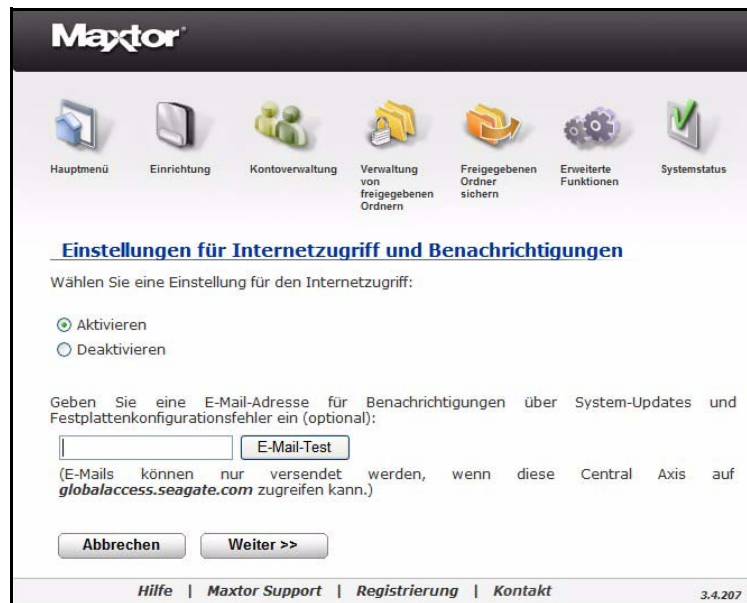 Maxtor
Hauptmenü
Einrichtung
Kontoverwaltung
Verwaltung
von
freigegebenen
Ordnern
Freigegebenen
Ordner
sichern
Erweiterte
Funktionen
Systemstatus
Einstellungen für Internetzugriff und Benachrichtigungen
Wählen Sie eine Einstellung für den Internetzugriff:
Aktivieren
Deaktivieren
Geben Sie eine E-Mail-Adresse für Benachrichtigungen über System-Updates und
Festplattenkonfigurationsfehler ein (optional):
E-Mail-Test
(E-Mails können nur versendet werden, wenn diese Central Axis auf
globalaccess.seagate.com zugreifen kann.)
Abbrechen
Weiter >>
Hilfe | Maxtor Support | Registrierung | Kontakt
3.4.207